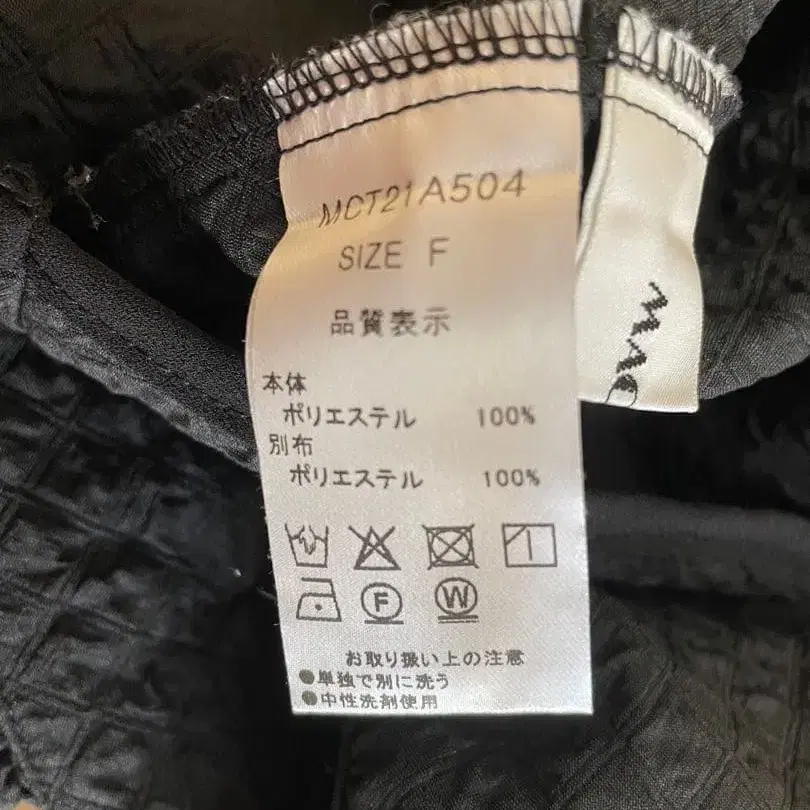 MCT21A504
SIZE F
品質表示
本体
ポリエステル 100%
別布
ポリエステル 100%
F W
お取り扱い上の注意
●単独で別に洗う
●中性洗剤使用